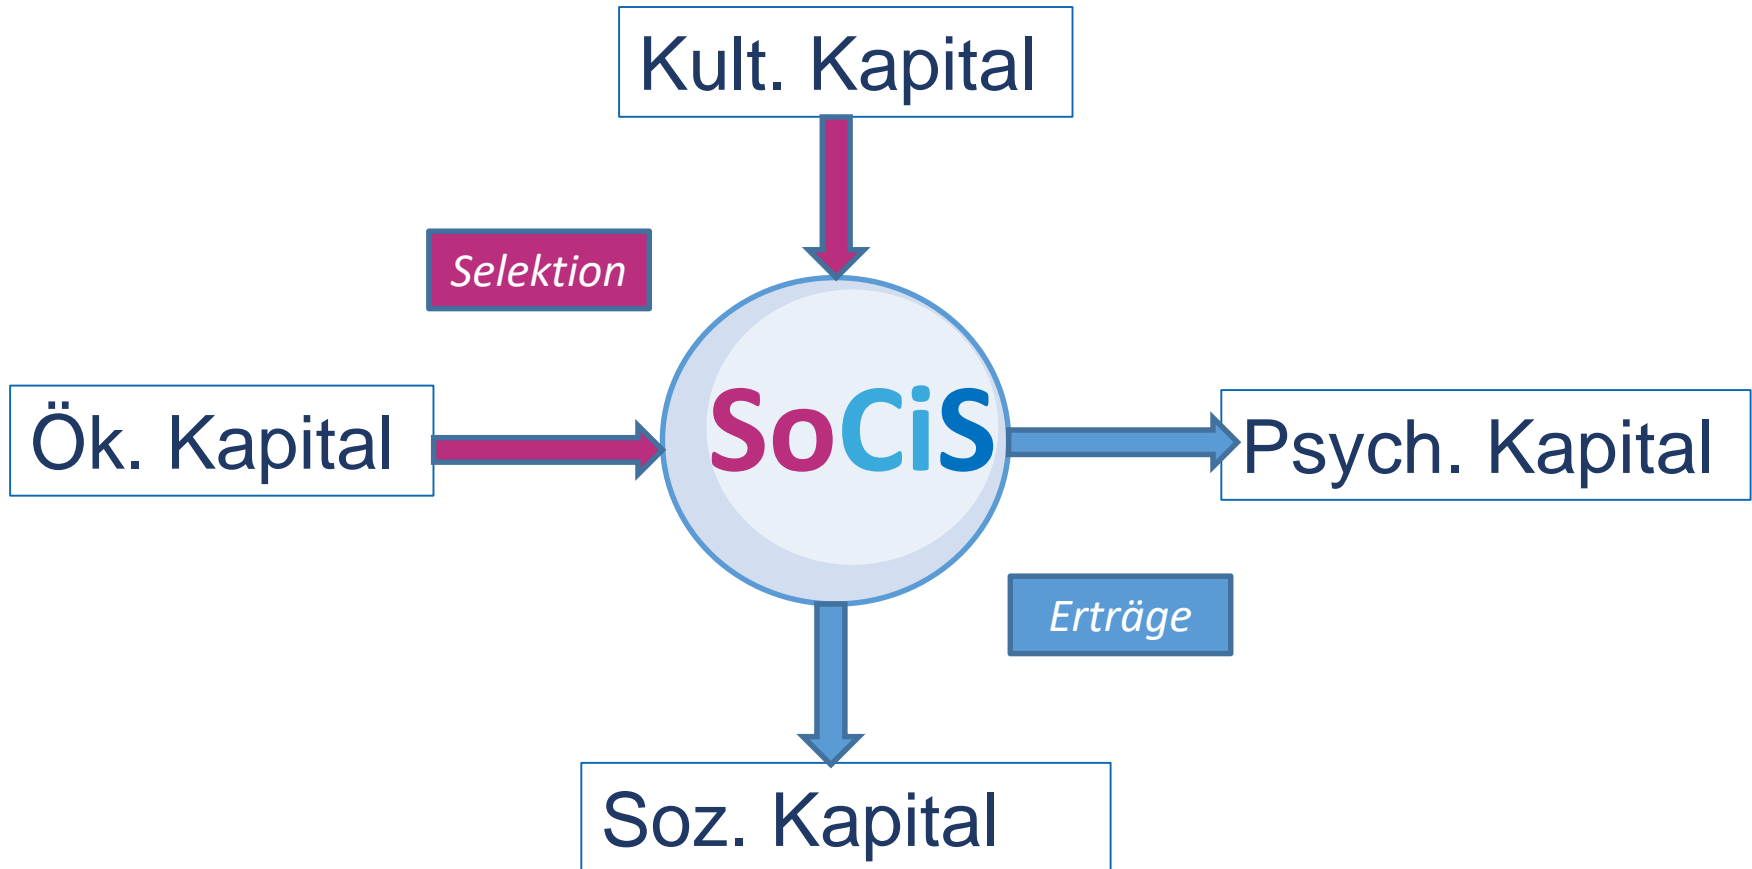 Kult. Kapital
Selektion
Ök. Kapital
SoCiS
Psych. Kapital
Erträge
Soz. Kapital